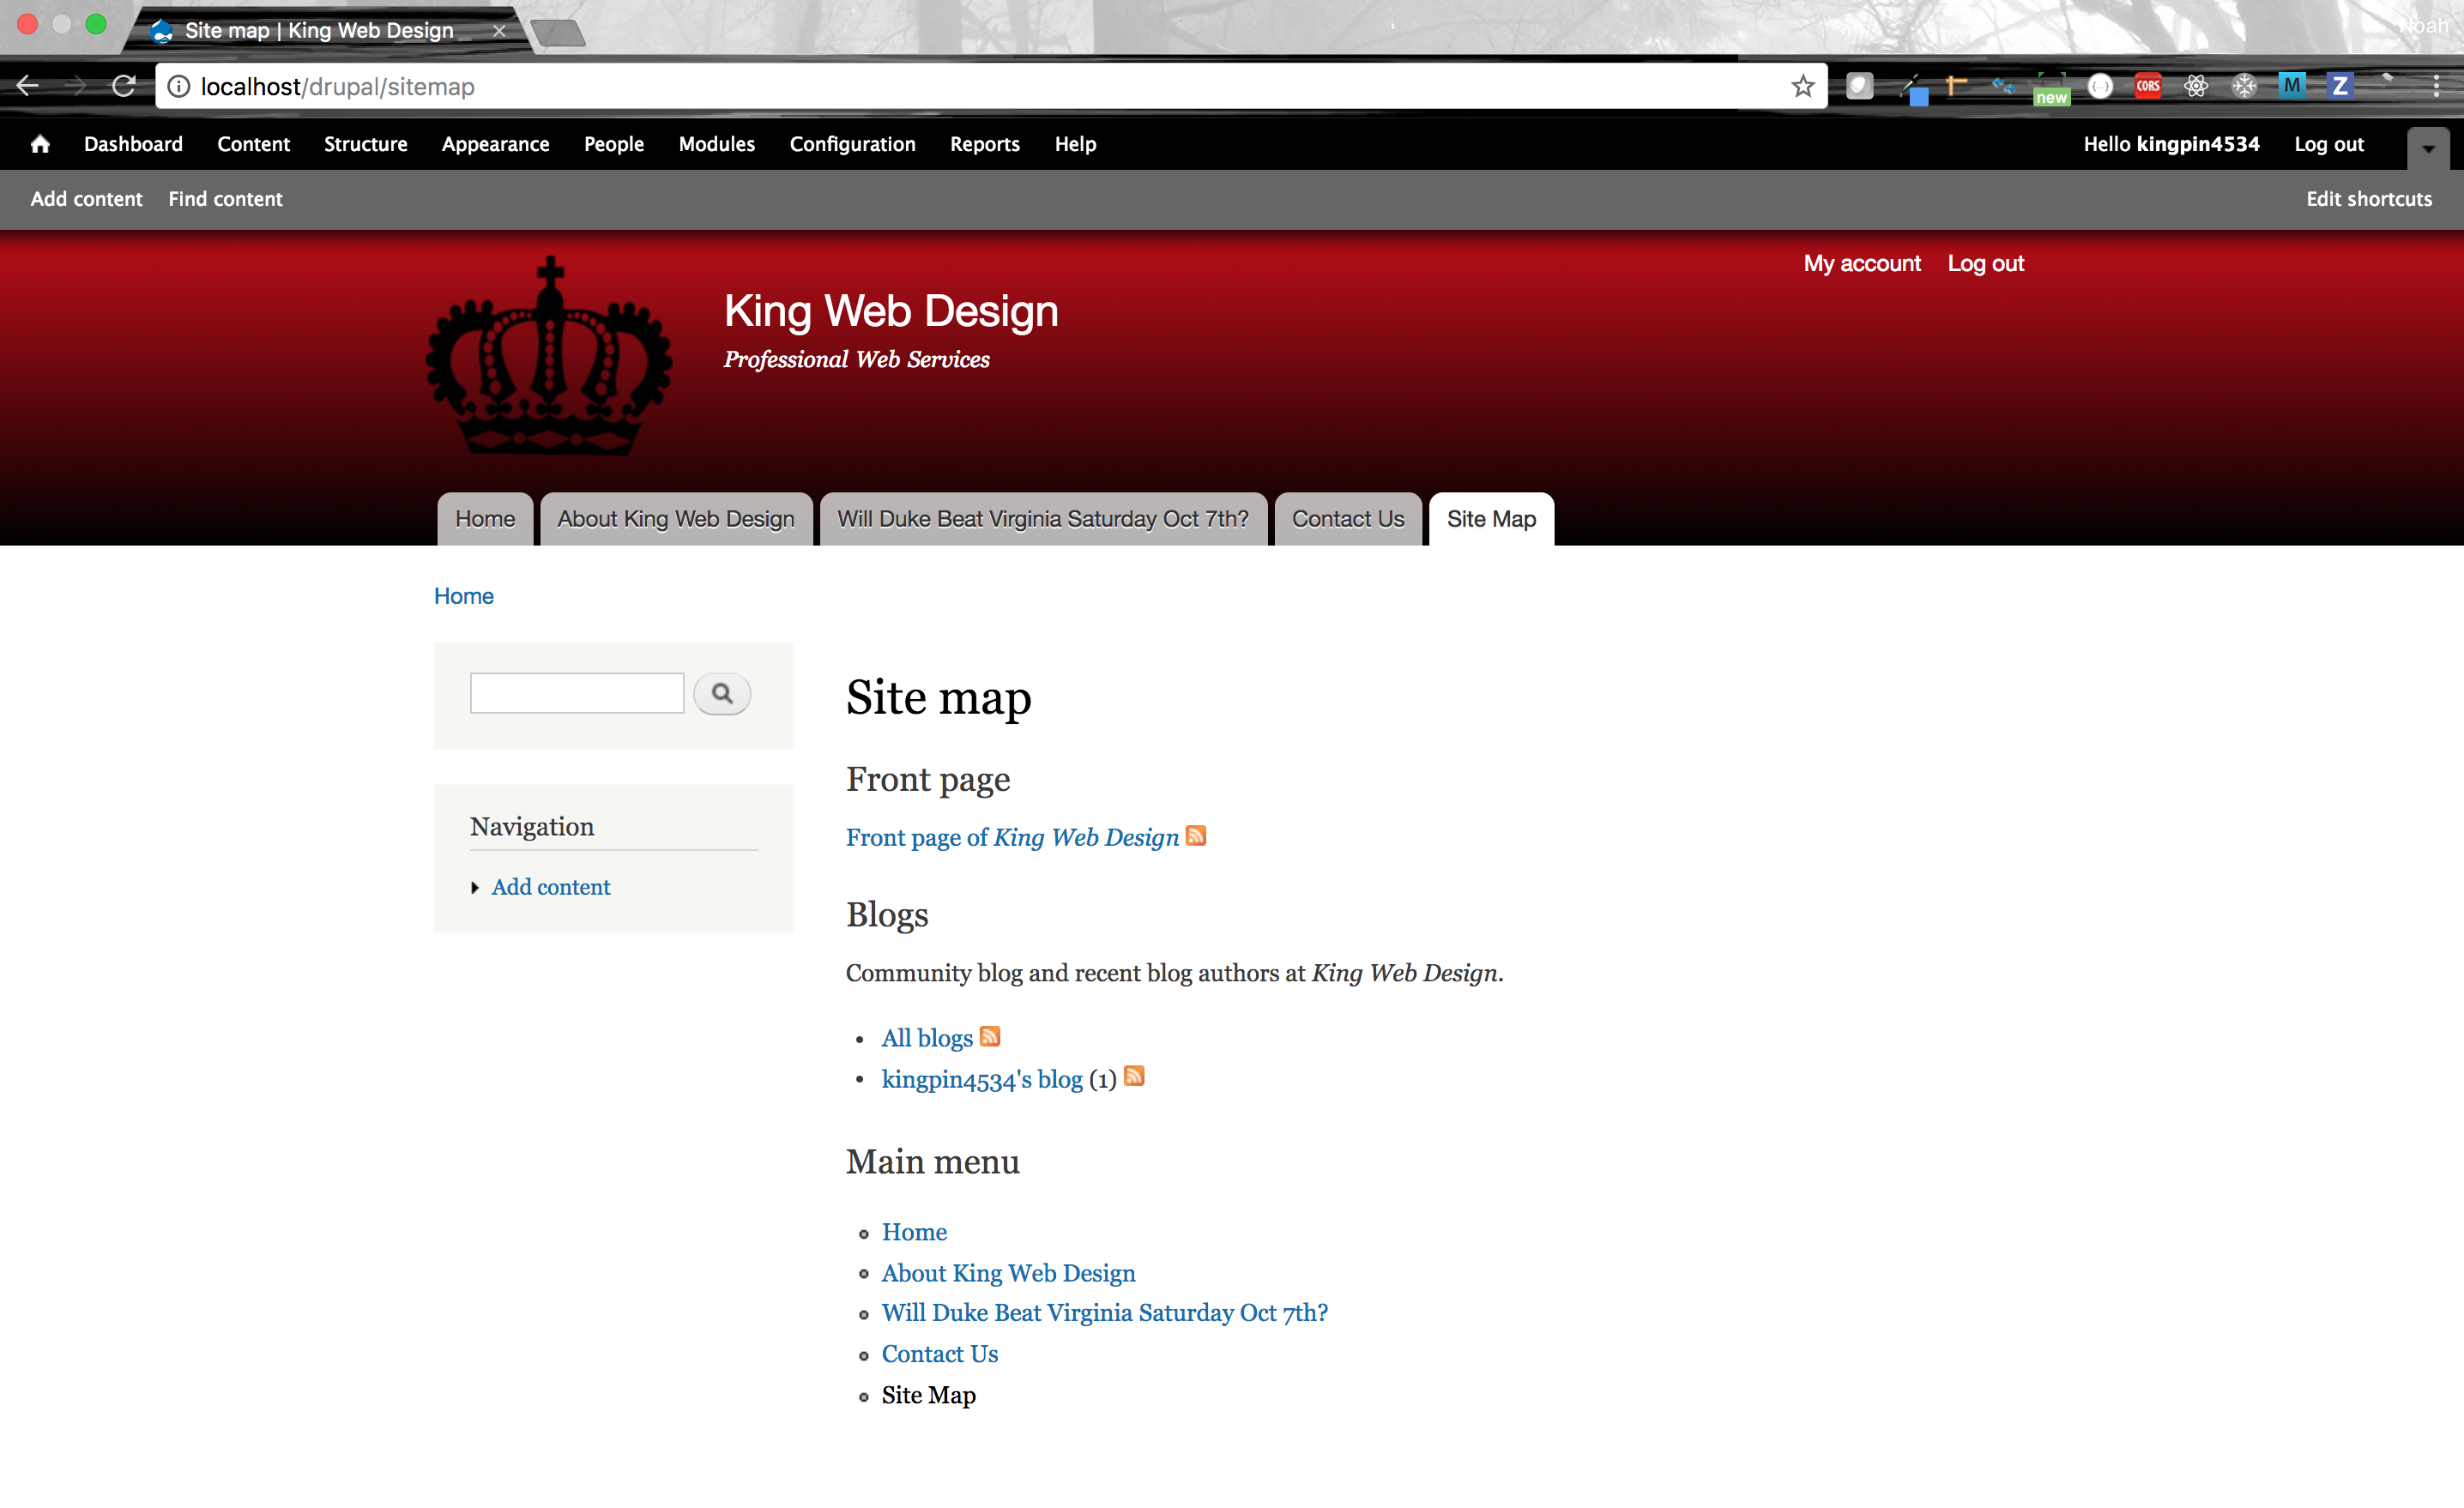 Site map | King Web Design
Noah
localhost/drupal/sitemap
new
CORS
M
Z
Dashboard Content Structure Appearance People Modules Configuration Reports Help Hello kingpin4534 Log out
Add content Find content Edit shortcuts
My account Log out
King Web Design
Professional Web Services
Home About King Web Design Will Duke Beat Virginia Saturday Oct 7th? Contact Us Site Map
Home
Site map
Front page
Navigation
Front page of King Web Design
Add content
Blogs
Community blog and recent blog authors at King Web Design.
• All blogs
• kingpin4534's blog (1)
Main menu
Home
About King Web Design
Will Duke Beat Virginia Saturday Oct 7th?
Contact Us
Site Map